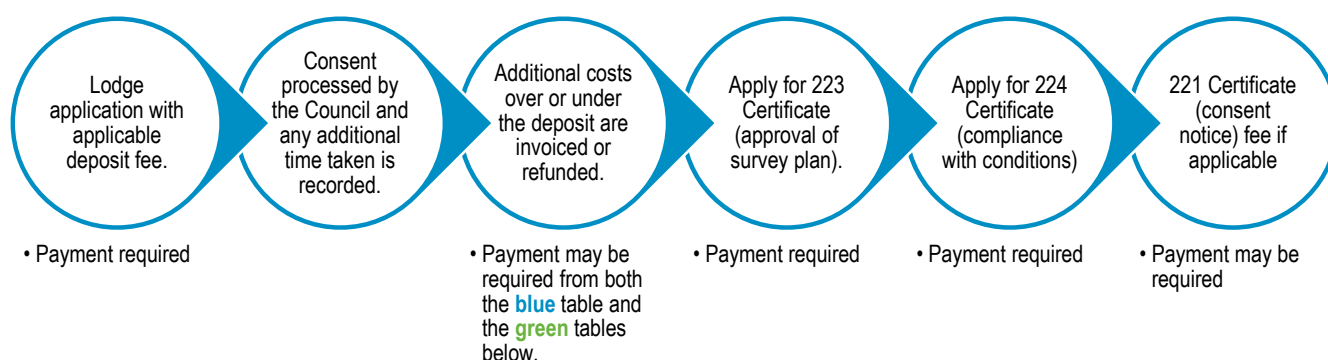 Lodge
application with
applicable
deposit fee.
Consent
processed by
the Council and
any additional
time taken is
recorded.
Additional costs
over or under
the deposit are
invoiced or
refunded.
Apply for 223
Certificate
(approval of
survey plan).
Apply for 224
Certificate
(compliance
with conditions)
221 Certificate
(consent
notice) fee if
applicable
• Payment required
• Payment may be
required from both
the blue table and
the green tables
below.
• Payment required
• Payment required
• Payment may be
required